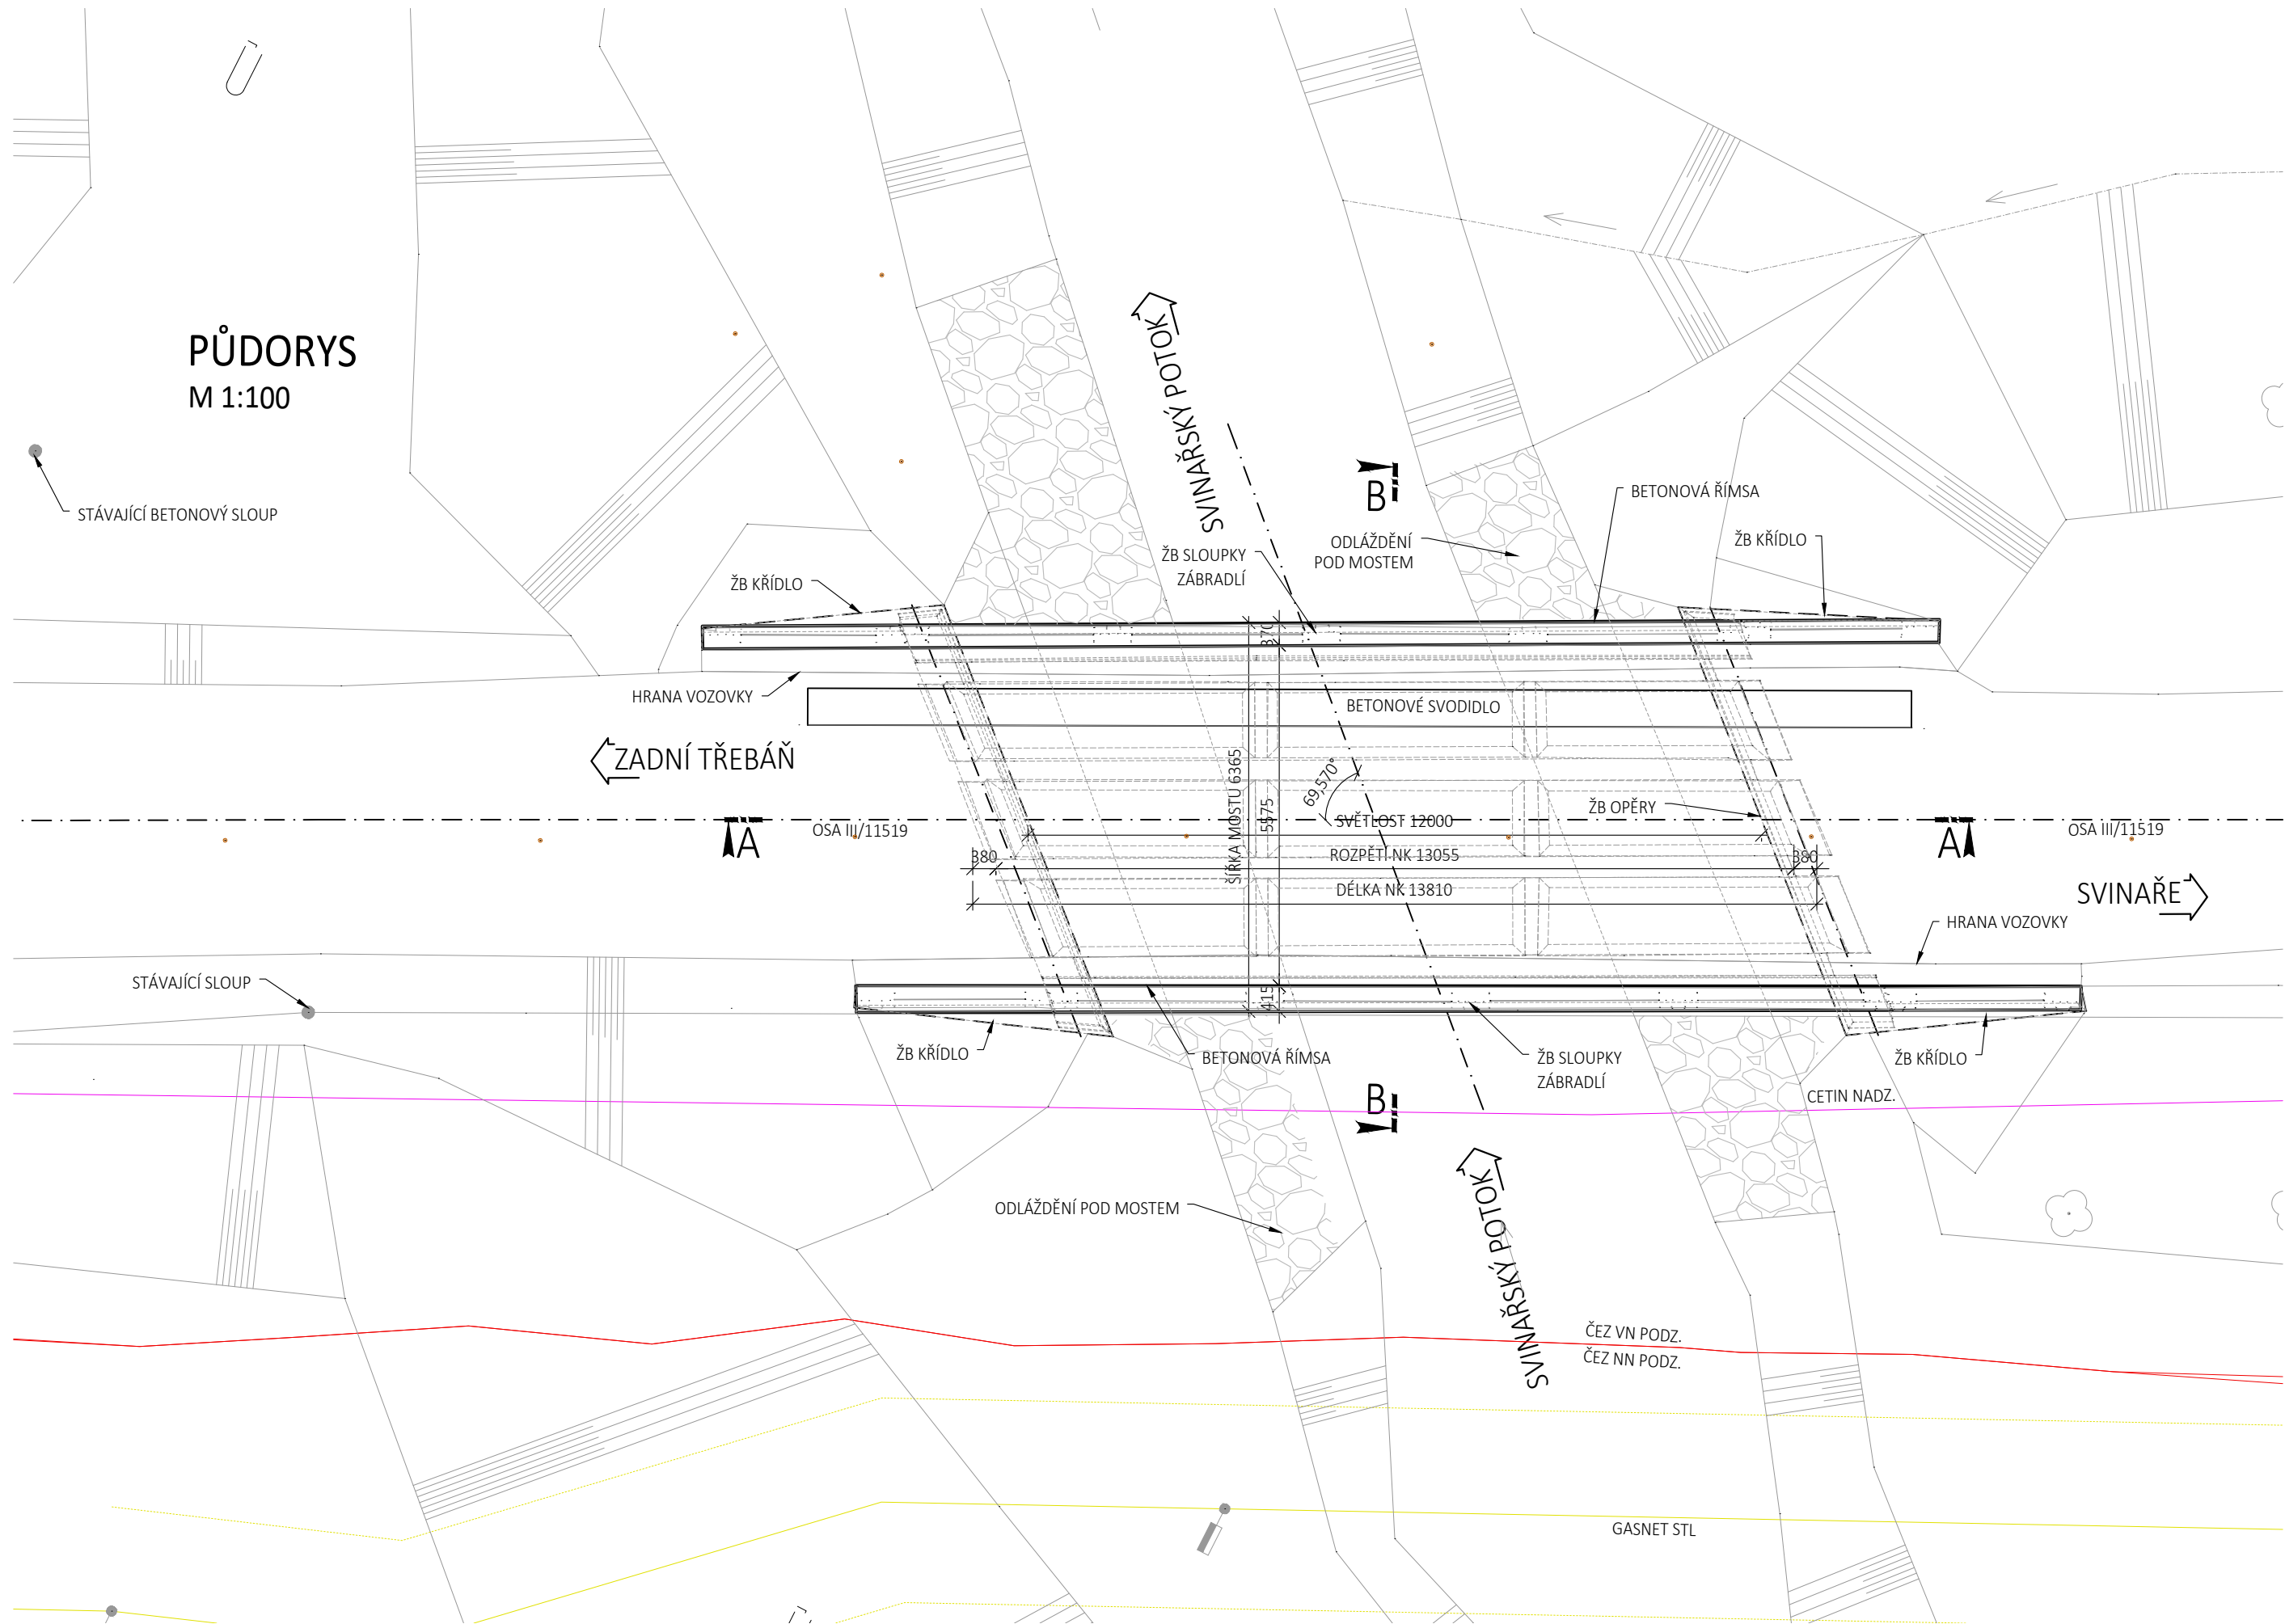 PŮDORYS
M 1:100
STÁVAJÍCÍ BETONOVÝ SLOUP
SVINAŘSKÝ POTOK
B
BETONOVÁ ŘÍMSA
ODLÁŽDĚNÍ
POD MOSTEM
ŽB KŘÍDLO
ŽB SLOUPKY
ZÁBRADLÍ
ŽB KŘÍDLO
370
HRANA VOZOVKY
BETONOVÉ SVODIDLO
ZADNÍ TŘEBÁŇ
ŠÍRKA MOSTU 6365
5575
69,570°
ŽB OPĚRY
SVĚTLOST 12000
A
OSA III/11519
A
OSA III/11519
380
ROZPĚTÍ NK 13055
380
DÉLKA NK 13810
SVINAŘE
HRANA VOZOVKY
STÁVAJÍCÍ SLOUP
415
ŽB KŘÍDLO
BETONOVÁ ŘÍMSA
ŽB SLOUPKY
ZÁBRADLÍ
ŽB KŘÍDLO
B
CETIN NADZ.
ODLÁŽDĚNÍ POD MOSTEM
SVINAŘSKÝ POTOK
ČEZ VN PODZ.
ČEZ NN PODZ.
GASNET STL